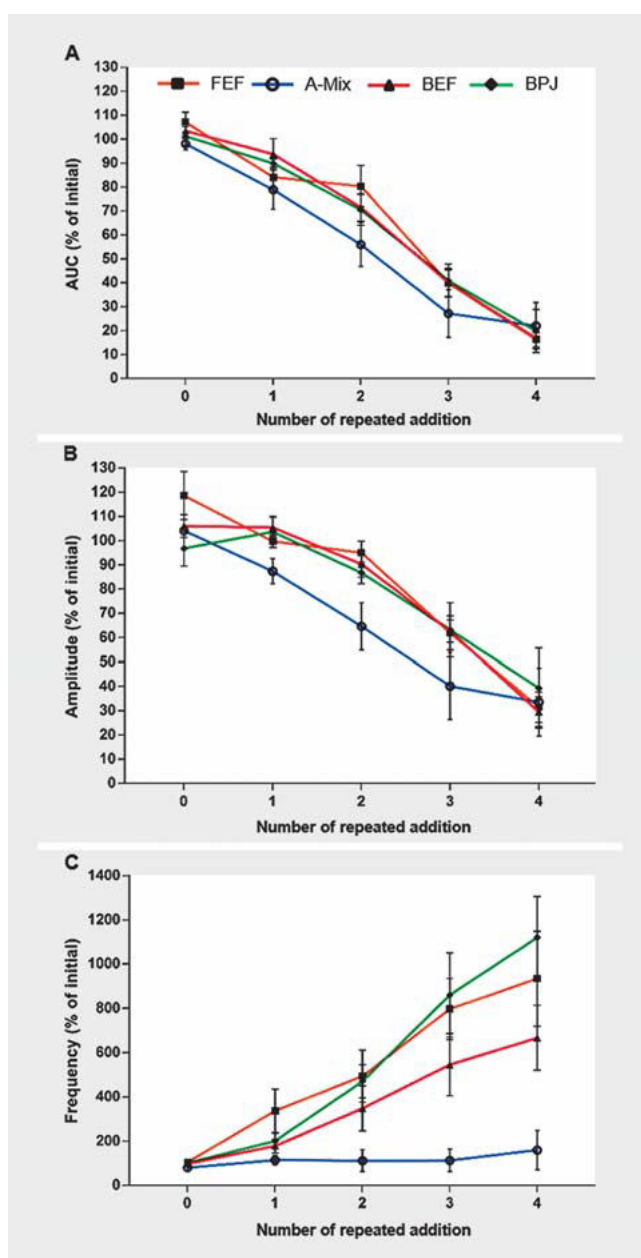 A
130
FEF A-Mix BEF BPJ
120
110
100
90
80
70
60
50
40
30
20
10
0
AUC (% of initial)
0 1 2 3 4
Number of repeated addition
B
130
120
110
100
90
80
70
60
50
40
30
20
10
0
Amplitude (% of initial)
0 1 2 3 4
Number of repeated addition
C
1400
1200
1000
800
600
400
200
0
Frequency (% of initial)
0 1 2 3 4
Number of repeated addition